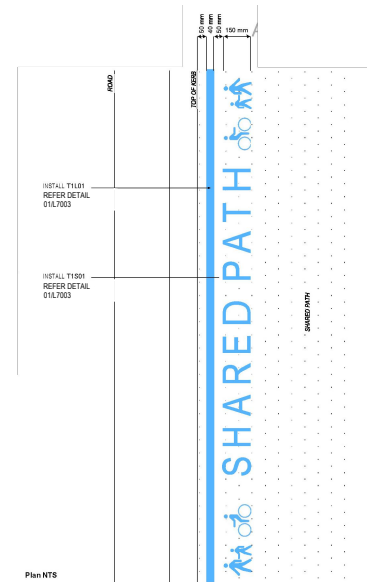 50 mm
40 mm
50 mm
150 mm
ROAD
TOP OF KERB
INSTALL T1L01
REFER DETAIL
01/L7003
INSTALL T1S01
REFER DETAIL
01/L7003
SHARED PATH
SHARED PATH
Plan NTS